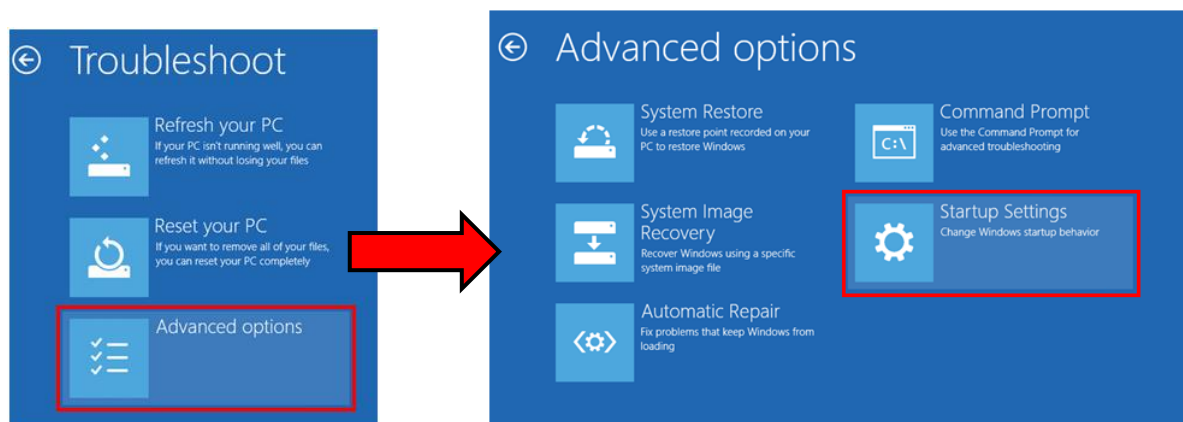 Troubleshoot
Refresh your PC
If your PC isn't running well, you can
refresh it without losing your files
Reset your PC
If you want to remove all of your files,
you can reset your PC completely
Advanced options
Advanced options
System Restore
Use a restore point recorded on your
PC to restore Windows
System Image
Recovery
Recover Windows using a specific
system image file
Automatic Repair
Fix problems that keep Windows from
loading
C:\
Command Prompt
Use the Command Prompt for
advanced troubleshooting
Startup Settings
Change Windows startup behavior